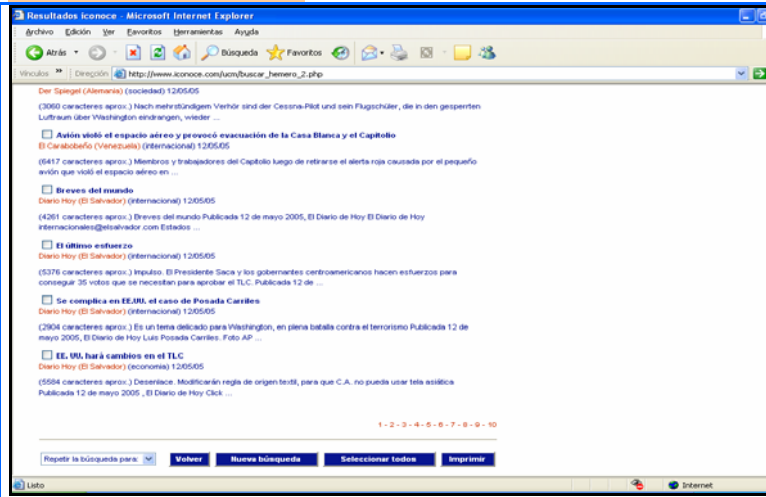 Resultados iconoce - Microsoft Internet Explorer
Archivo Edición Ver Favoritos Herramientas Ayuda
Atrás Búsqueda Favoritos
Vínculos » Dirección http://www.iconoce.com/ucm/buscar_hemero_2.php
Der Spiegel (Alemania) (sociedad) 12/05/05
(3060 caracteres aprox.) Nach mehrstündigem Verhör sind der Cessna-Pilot und sein Flugschüler, die in den gesperrten
Luftraum über Washington eindrangen, wieder ...
Avión violó el espacio aéreo y provocó evacuación de la Casa Blanca y el Capitolio
El Carabobeño (Venezuela) (internacional) 12/05/05
(6417 caracteres aprox.) Miembros y trabajadores del Capitolio luego de retirarse el alerta roja causada por el pequeño
avión que violó el espacio aéreo en ...
Breves del mundo
Diario Hoy (El Salvador) (internacional) 12/05/05
(4261 caracteres aprox.) Breves del mundo Publicada 12 de mayo 2005, El Diario de Hoy El Diario de Hoy
internacionales@elsalvador.com Estados ...
El último esfuerzo
Diario Hoy (El Salvador) (internacional) 12/05/05
(5376 caracteres aprox.) Impulso. El Presidente Saca y los gobernantes centroamericanos hacen esfuerzos para
conseguir 35 votos que se necesitan para aprobar el TLC. Publicada 12 de ...
Se complica en EE.UU. el caso de Posada Carriles
Diario Hoy (El Salvador) (internacional) 12/05/05
(2904 caracteres aprox.) Es un tema delicado para Washington, en plena batalla contra el terrorismo Publicada 12 de
mayo 2005, El Diario de Hoy Luis Posada Carriles. Foto AP ...
EE. UU. hará cambios en el TLC
Diario Hoy (El Salvador) (economia) 12/05/05
(5584 caracteres aprox.) Desenlace. Modificarán regla de origen textil, para que C.A. no pueda usar tela asiática
Publicada 12 de mayo 2005 , El Diario de Hoy Click ...
1 - 2 - 3 - 4 - 5 - 6 - 7 - 8 - 9 - 10
Repetir la búsqueda para: Volver Nueva búsqueda Seleccionar todos Imprimir
Listo Internet